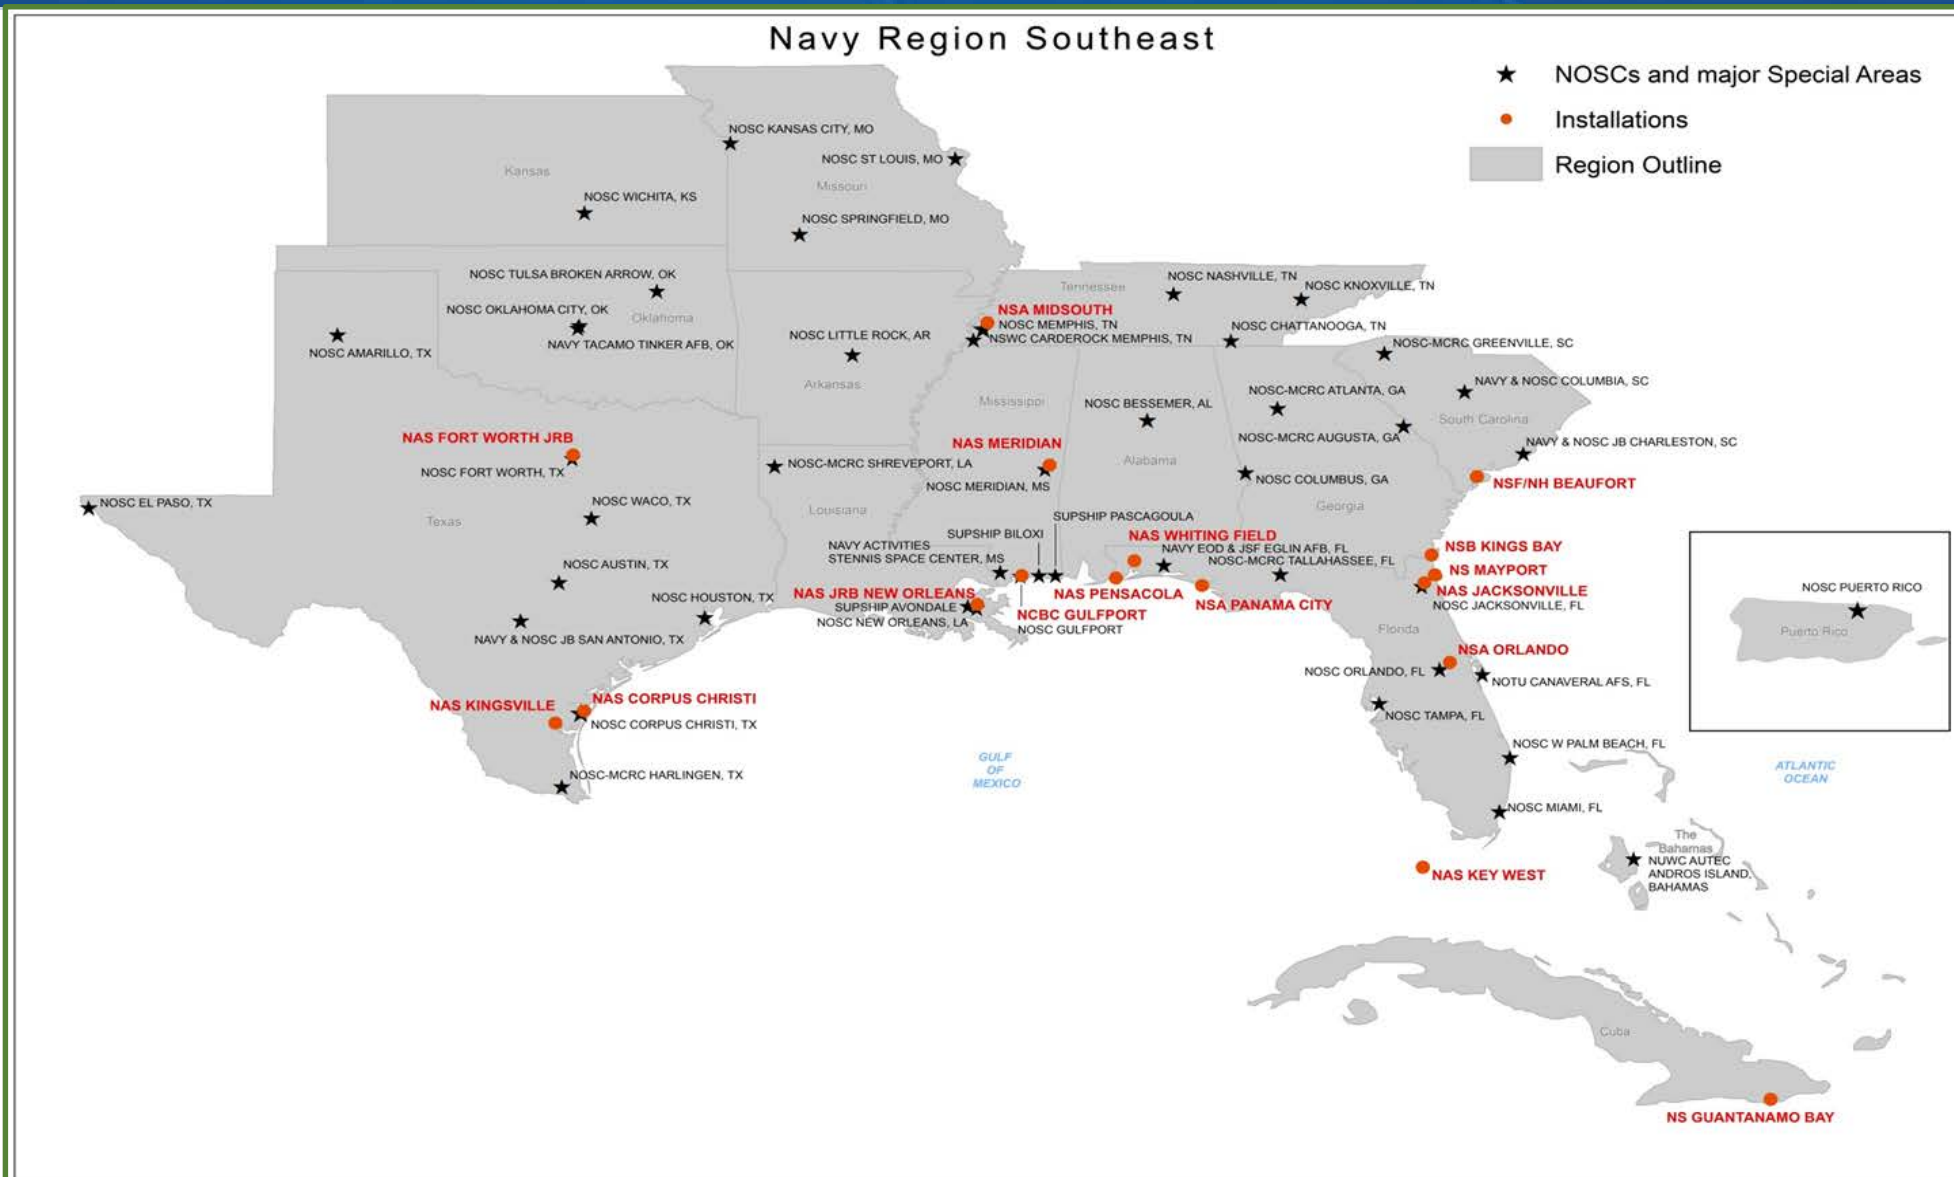 Navy Region Southeast
NOSCs and major Special Areas
Installations
Region Outline
NOSC KANSAS CITY, MO
NOSC ST LOUIS, MO
Kansas
Missouri
NOSC WICHITA, KS
NOSC SPRINGFIELD, MO
NOSC TULSA BROKEN ARROW, OK
NOSC OKLAHOMA CITY, OK
Oklahoma
NAVY TACAMO TINKER AFB, OK
NOSC AMARILLO, TX
NOSC LITTLE ROCK, AR
Arkansas
Tennessee
NOSC NASHVILLE, TN
NOSC KNOXVILLE, TN
NSA MIDSOUTH
NOSC MEMPHIS, TN
NSWC CARDEROCK MEMPHIS, TN
NOSC CHATTANOOGA, TN
NOSC-MCRC GREENVILLE, SC
NAVY & NOSC COLUMBIA, SC
NOSC-MCRC ATLANTA, GA
South Carolina
Mississippi
NOSC BESSEMER, AL
NOSC-MCRC AUGUSTA, GA
NAVY & NOSC JB CHARLESTON, SC
NAS FORT WORTH JRB
NOSC FORT WORTH, TX
NAS MERIDIAN
NOSC-MCRC SHREVEPORT, LA
Alabama
NOSC MERIDIAN, MS
NOSC COLUMBUS, GA
NSF/NH BEAUFORT
NOSC EL PASO, TX
NOSC WACO, TX
Texas
Louisiana
Georgia
SUPSHIP PASCAGOULA
SUPSHIP BILOXI
NAVY ACTIVITIES
STENNIS SPACE CENTER, MS
NAS WHITING FIELD
NAVY EOD & JSF EGLIN AFB, FL
NOSC-MCRC TALLAHASSEE, FL
NSB KINGS BAY
NS MAYPORT
NAS JACKSONVILLE
NOSC JACKSONVILLE, FL
NOSC AUSTIN, TX
NOSC HOUSTON, TX
NAS JRB NEW ORLEANS
SUPSHIP AVONDALE
NOSC NEW ORLEANS, LA
NAS PENSACOLA
NCBC GULFPORT
NOSC GULFPORT
NSA PANAMA CITY
NOSC PUERTO RICO
Puerto Rico
NAVY & NOSC JB SAN ANTONIO, TX
Florida
NSA ORLANDO
NOSC ORLANDO, FL
NOTU CANAVERAL AFS, FL
NAS KINGSVILLE
NAS CORPUS CHRISTI
NOSC CORPUS CHRISTI, TX
NOSC TAMPA, FL
NOSC W PALM BEACH, FL
GULF
OF
MEXICO
ATLANTIC
OCEAN
NOSC-MCRC HARLINGEN, TX
NOSC MIAMI, FL
The
Bahamas
NUWC AUTEC
ANDROS ISLAND,
BAHAMAS
NAS KEY WEST
Cuba
NS GUANTANAMO BAY